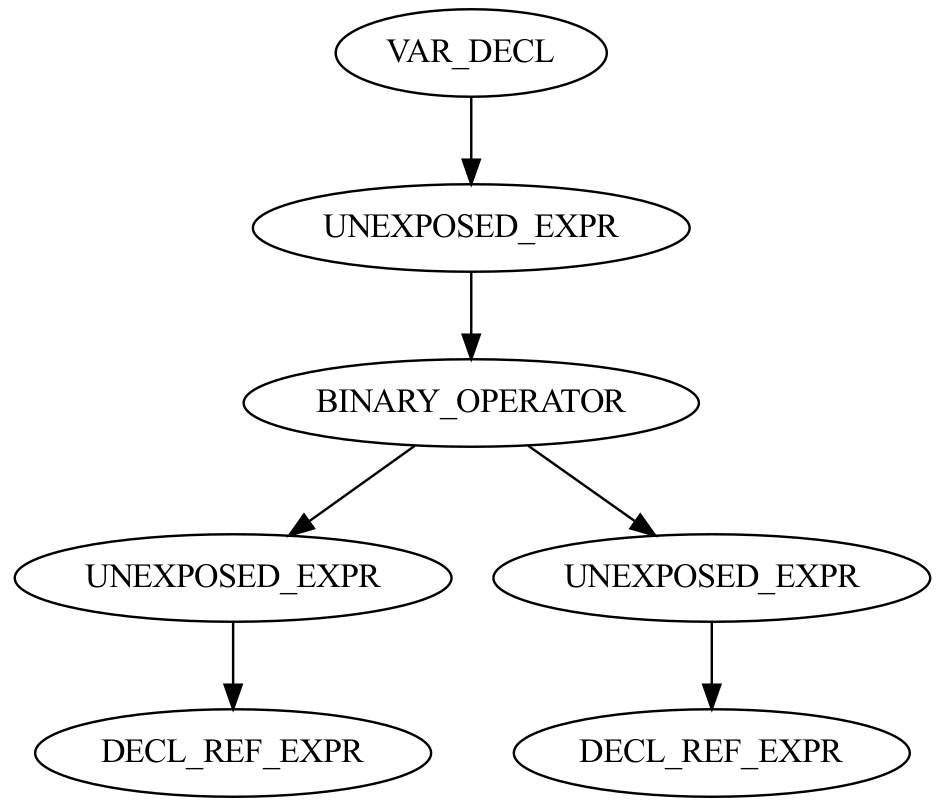 VAR_DECL
UNEXPOSED_EXPR
BINARY_OPERATOR
UNEXPOSED_EXPR
UNEXPOSED_EXPR
DECL_REF_EXPR
DECL_REF_EXPR